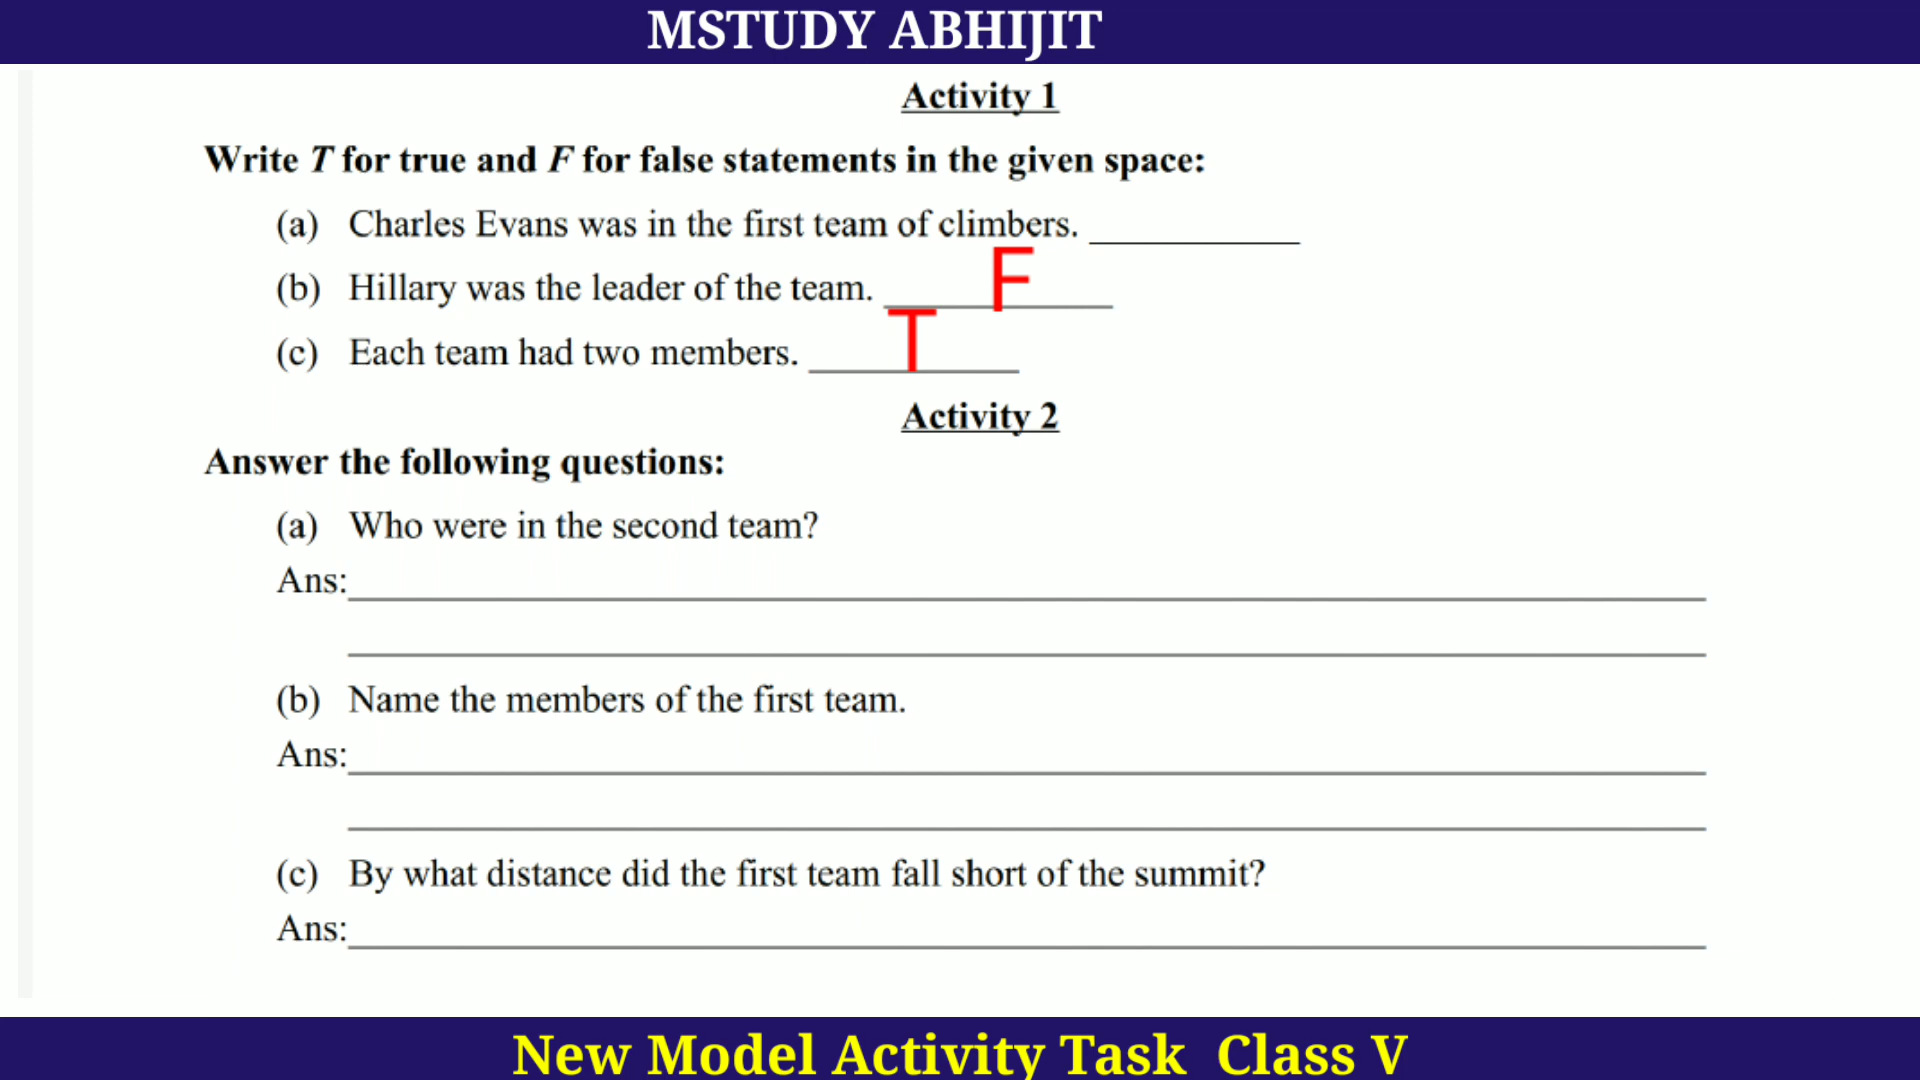 MSTUDY ABHIJIT
Activity 1
Write T for true and F for false statements in the given space:
(a) Charles Evans was in the first team of climbers. __________
(b) Hillary was the leader of the team. _____F_____
(c) Each team had two members. _____T_____
Activity 2
Answer the following questions:
(a) Who were in the second team?
Ans:
(b) Name the members of the first team.
Ans:
(c) By what distance did the first team fall short of the summit?
Ans:
New Model Activity Task Class V